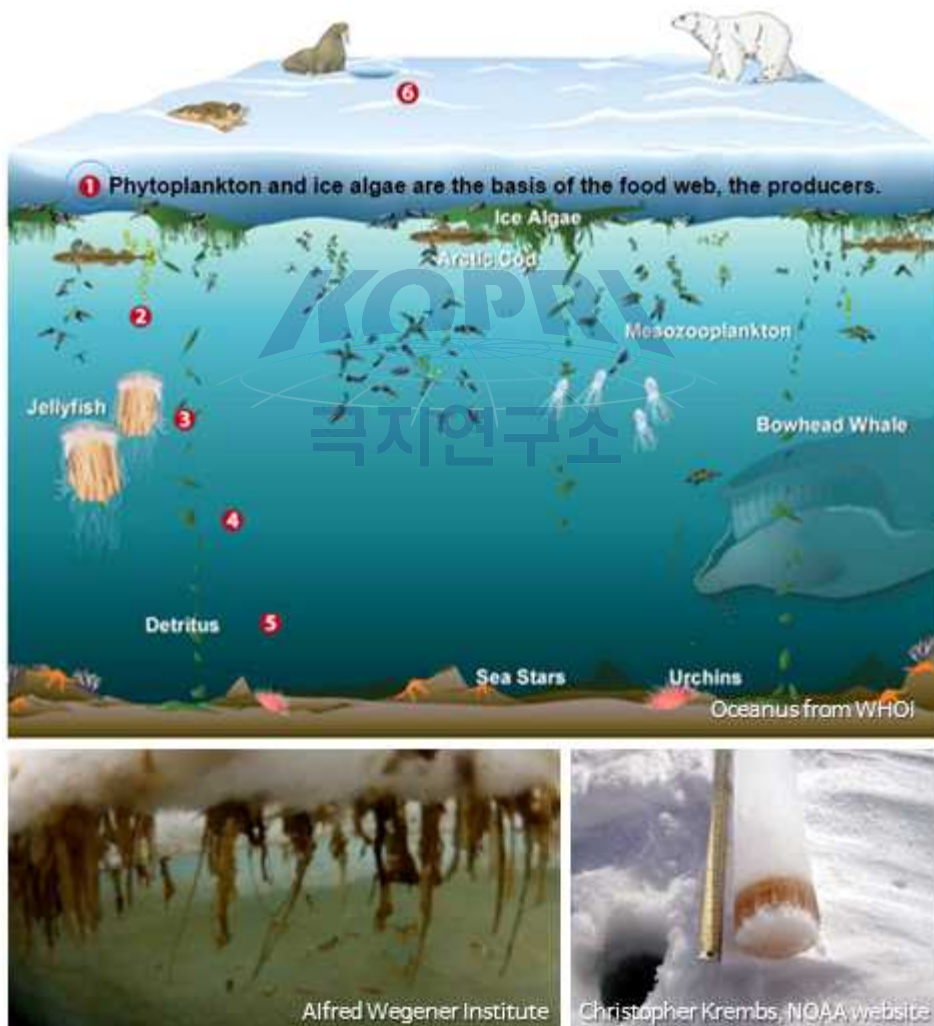 6
1 Phytoplankton and ice algae are the basis of the food web, the producers.
Ice Algae
Arctic Cod
KOPRI
2
Mesozooplankton
Jellyfish
3
Bowhead Whale
극지연구소
4
Detritus
5
Sea Stars
Urchins
Oceanus from WHOi
Alfred Wegener Institute
Christopher Krembs, NOAA website